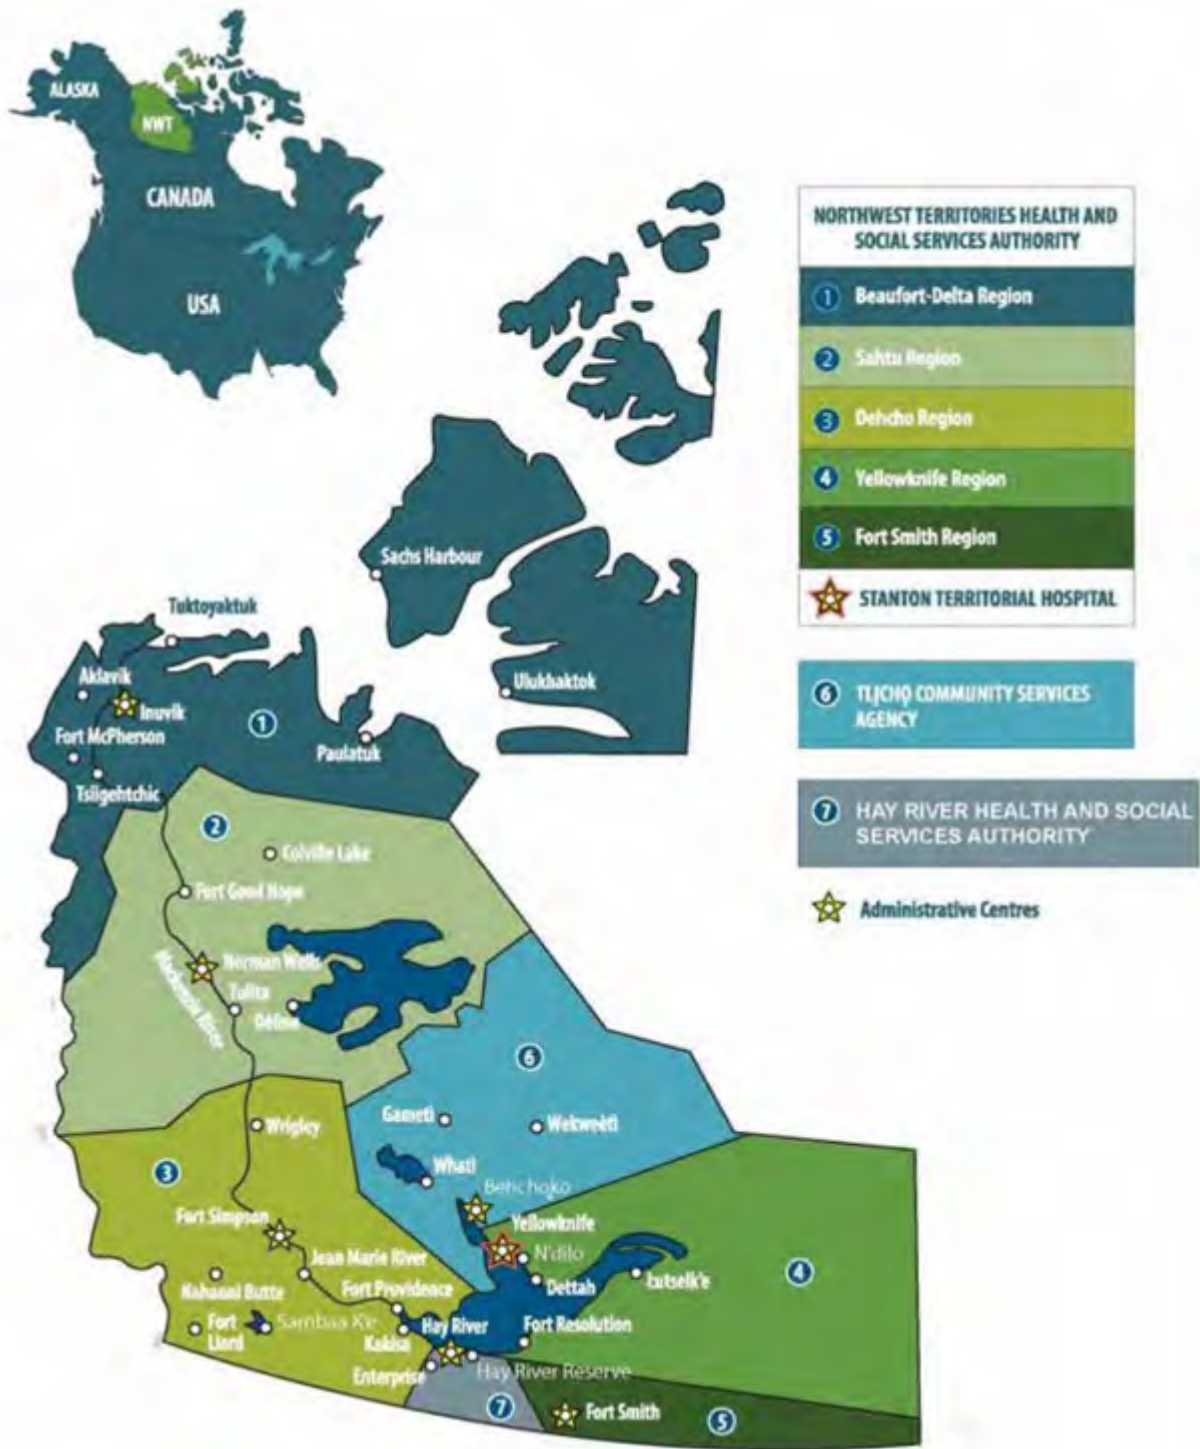 ALASKA
NWT
CANADA
USA
NORTHWEST TERRITORIES HEALTH AND
SOCIAL SERVICES AUTHORITY
1 Beaufort-Delta Region
2 Sahtu Region
3 Dehcho Region
4 Yellowknife Region
5 Fort Smith Region
STANTON TERRITORIAL HOSPITAL
6 TŁĮCHǪ COMMUNITY SERVICES
AGENCY
7 HAY RIVER HEALTH AND SOCIAL
SERVICES AUTHORITY
Administrative Centres
Sachs Harbour
Tuktoyaktuk
Aklavik
Inuvik
Ulukhaktok
1
Fort McPherson
Paulatuk
Tsiigehtchic
2
Colville Lake
Fort Good Hope
Norman Wells
Mackenzie River
Tulita
Déline
6
Gameti
Wekweètì
Wrigley
3
Whatì
Behchoko
Fort Simpson
Yellowknife
N'dilo
Jean Marie River
4
Łutselk'e
Dettah
Nahanni Butte
Fort Providence
Fort
Liard
Sambaa K'e
Hay River
Fort Resolution
Kakisa
Enterprise
Hay River Reserve
7
Fort Smith
5